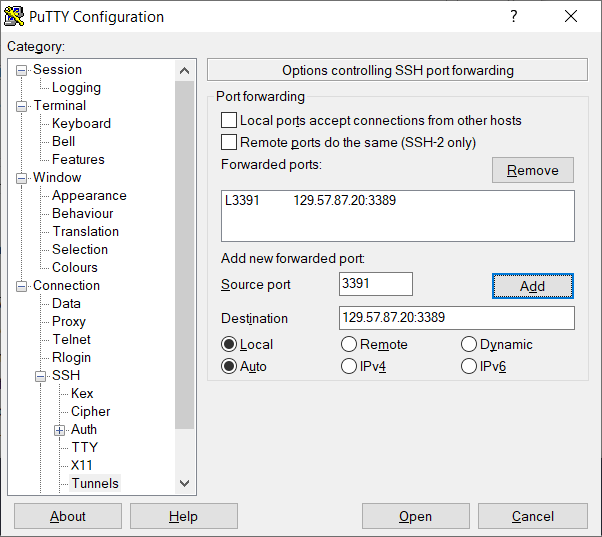 PuTTY Configuration
?
Category:
Session
Logging
Terminal
Keyboard
Bell
Features
Window
Appearance
Behaviour
Translation
Selection
Colours
Connection
Data
Proxy
Telnet
Rlogin
SSH
Kex
Cipher
Auth
TTY
X11
Tunnels
Options controlling SSH port forwarding
Port forwarding
Local ports accept connections from other hosts
Remote ports do the same (SSH-2 only)
Forwarded ports:
Remove
L3391 129.57.87.20:3389
Add new forwarded port:
Source port 3391 Add
Destination 129.57.87.20:3389
Local Remote Dynamic
Auto IPv4 IPv6
About Help Open Cancel